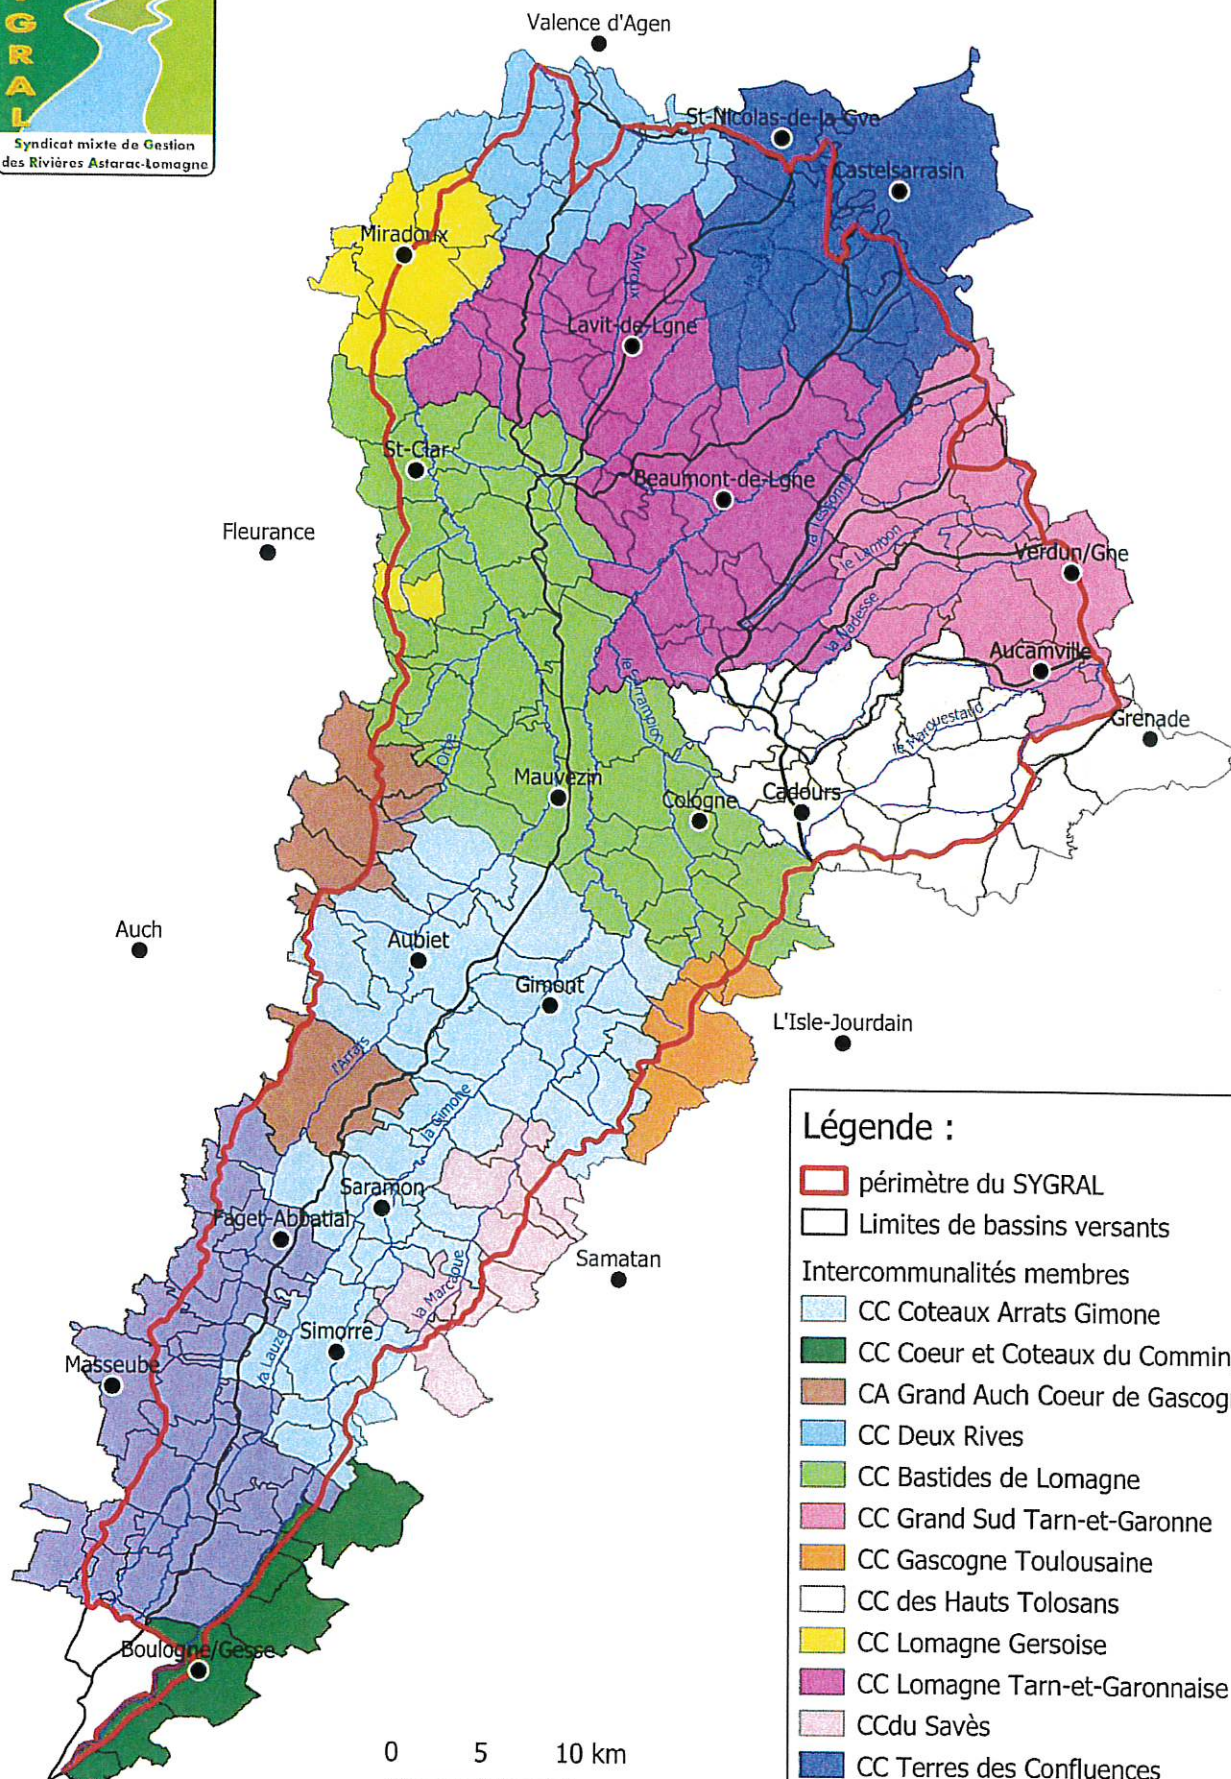 G
R
A
L
Syndicat mixte de Gestion
des Rivières Astarac-Lomagne
Valence d'Agen
St-Nicolas-de-la-Gve
Castelsarrasin
Miradoux
l'Ayroux
Lavit-de-Lgne
St-Clar
Beaumont-de-Lgne
la Tessonne
Fleurance
le Lambon
Verdun/Ghe
la Nadesse
Aucamville
le Sarrampion
Grenade
le Marguestaud
l'Orbe
Mauvezin
Cologne
Cadours
Auch
Aubiet
Gimont
L'Isle-Jourdain
l'Arrats
la Gimone
Saramon
Faget-Abbatial
Samatan
la Marcaoue
Simorre
la Lauze
Masseube
Boulogne/Gesse
0 5 10 km
Légende :
périmètre du SYGRAL
Limites de bassins versants
Intercommunalités membres
CC Coteaux Arrats Gimone
CC Coeur et Coteaux du Commin
CA Grand Auch Coeur de Gascog
CC Deux Rives
CC Bastides de Lomagne
CC Grand Sud Tarn-et-Garonne
CC Gascogne Toulousaine
CC des Hauts Tolosans
CC Lomagne Gersoise
CC Lomagne Tarn-et-Garonnaise
CCdu Savès
CC Terres des Confluences